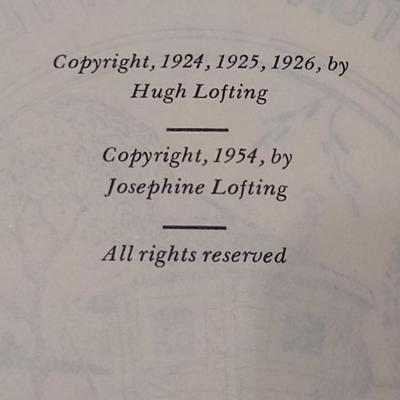 Copyright, 1924, 1925, 1926, by
Hugh Lofting
Copyright, 1954, by
Josephine Lofting
All rights reserved